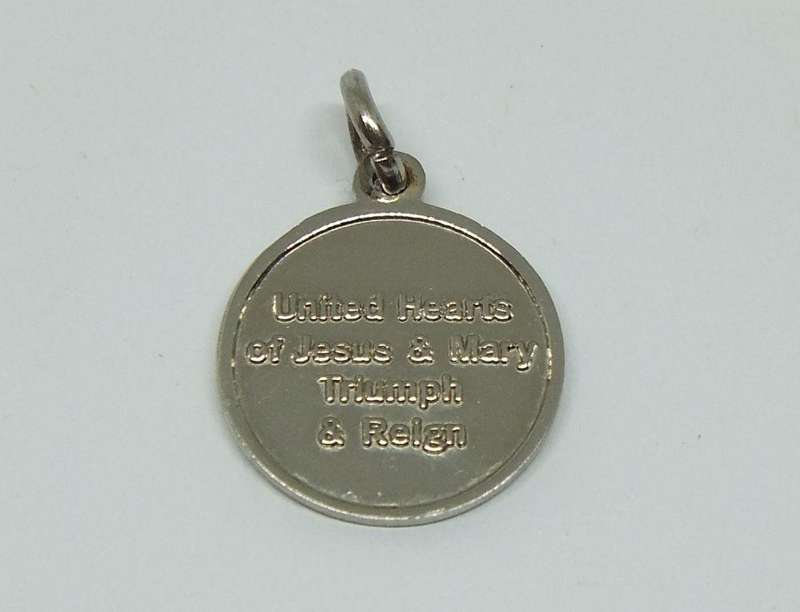 United Hearts
of Jesus & Mary
Triumph
& Reign